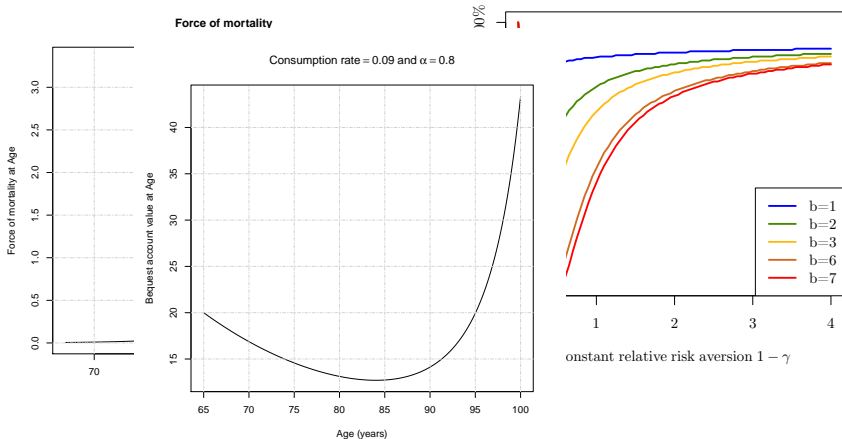 Force of mortality
Force of mortality at Age
3.0
2.5
2.0
1.5
1.0
0.5
0.0
70
Consumption rate = 0.09 and α = 0.8
Bequest account value at Age
40
35
30
25
20
15
65 70 75 80 85 90 95 100
Age (years)
00%
b=1
b=2
b=3
b=6
b=7
1 2 3 4
onstant relative risk aversion 1 − γ